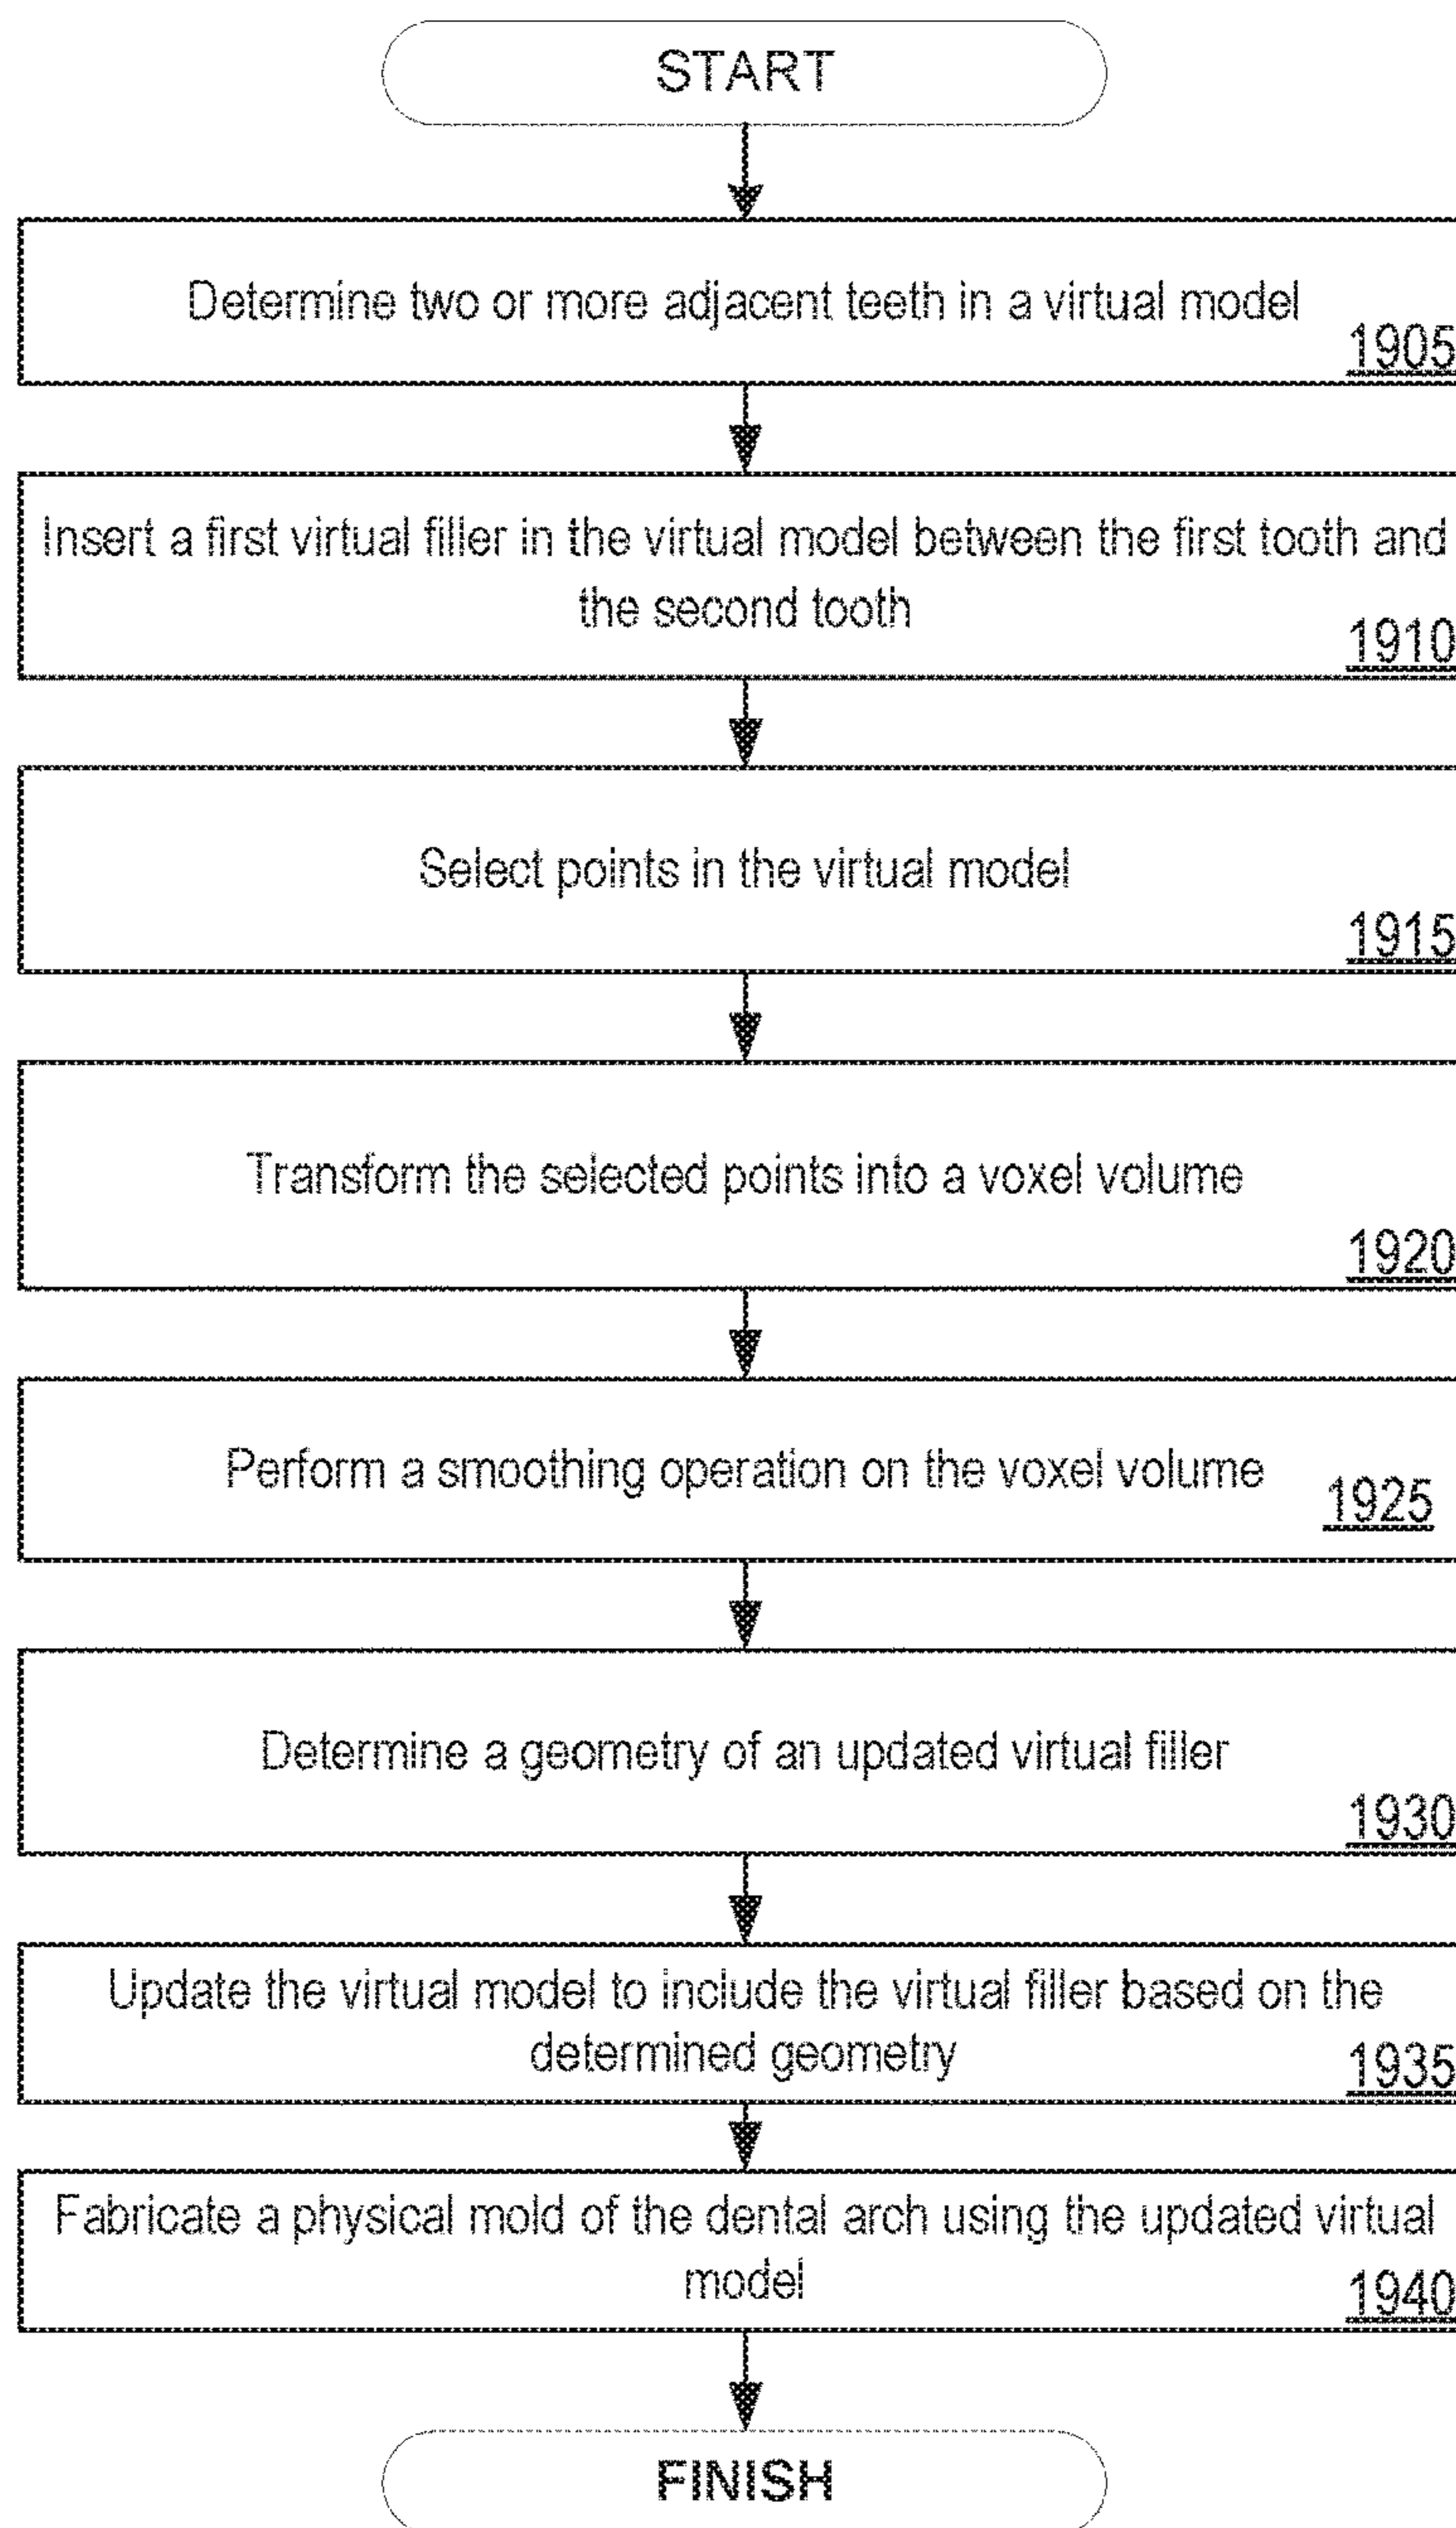 START
Determine two or more adjacent teeth in a virtual model
1905
Insert a first virtual filler in the virtual model between the first tooth and
the second tooth
1910
Select points in the virtual model
1915
Transform the selected points into a voxel volume
1920
Perform a smoothing operation on the voxel volume
1925
Determine a geometry of an updated virtual filler
1930
Update the virtual model to include the virtual filler based on the
determined geometry
1935
Fabricate a physical mold of the dental arch using the updated virtual
model
1940
FINISH